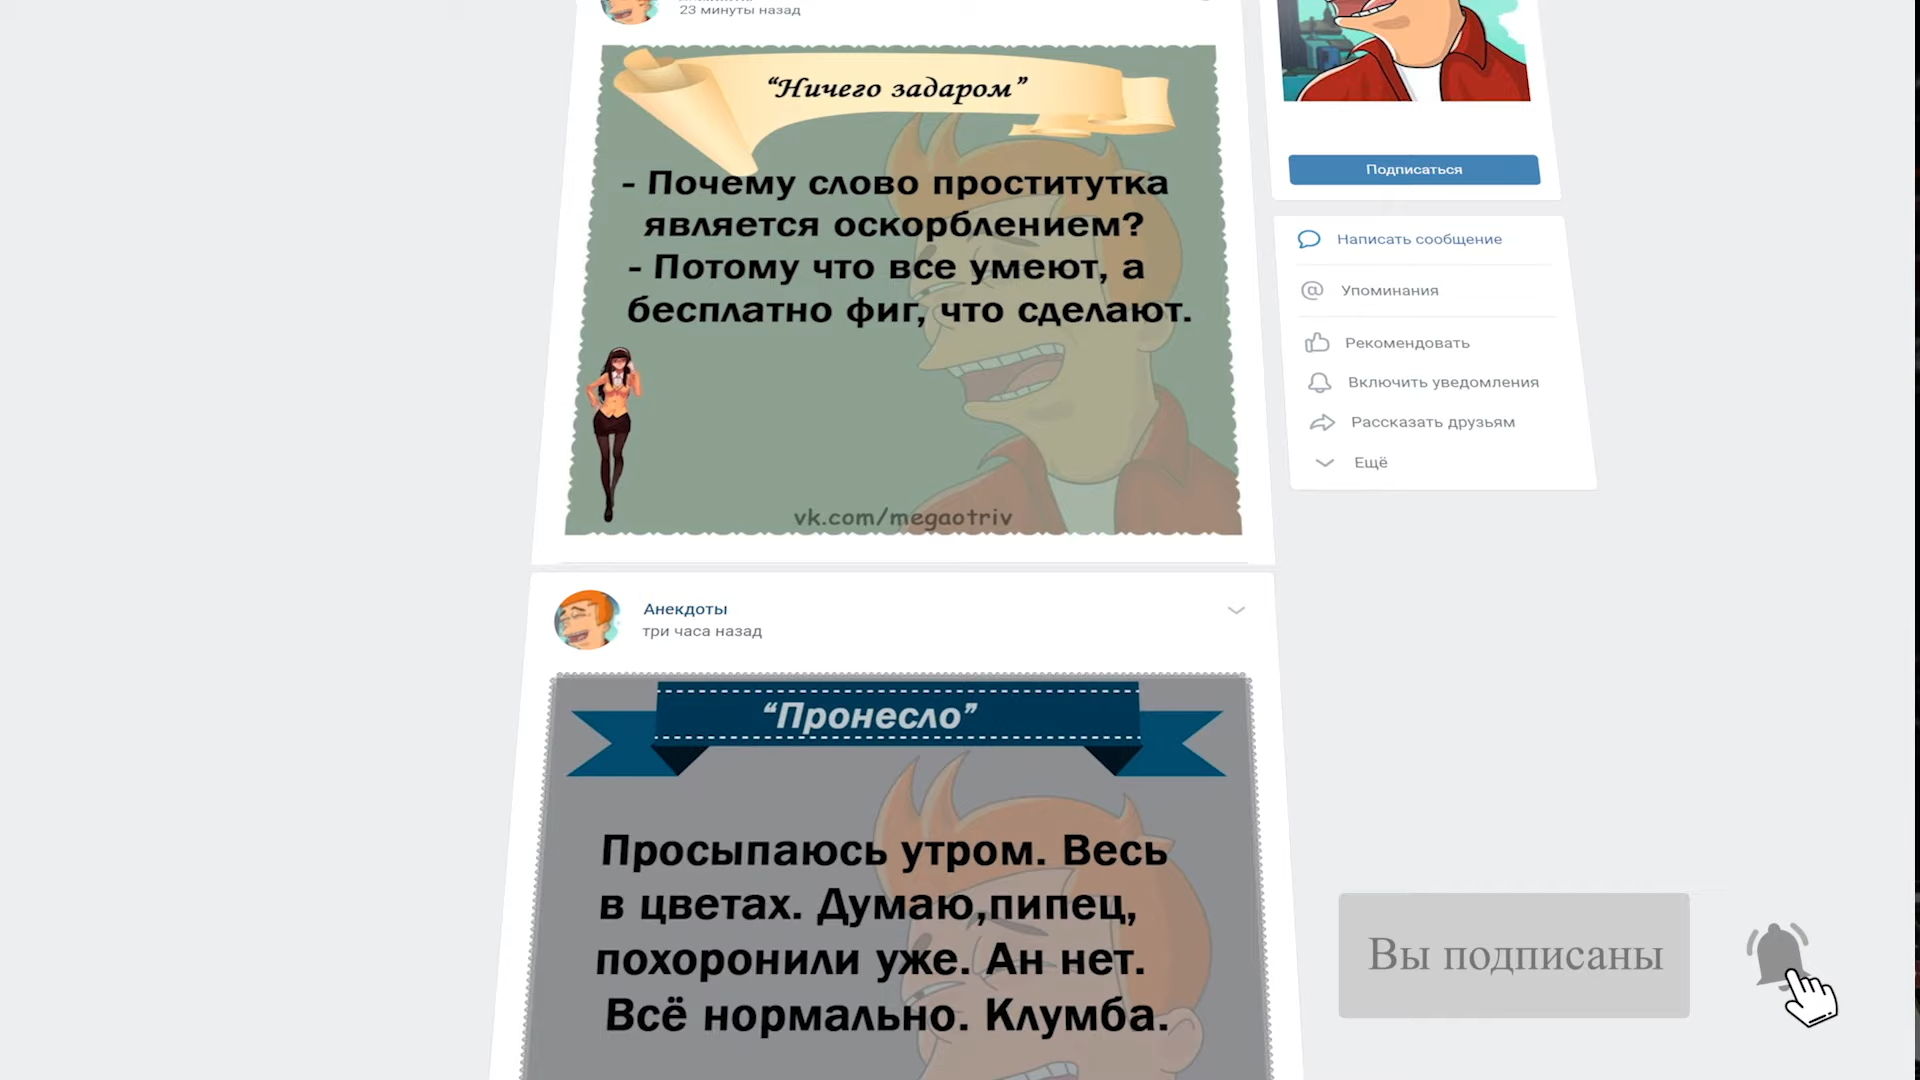 23 минуты назад
“Ничего задаром”
- Почему слово проститутка
является оскорблением?
- Потому что все умеют, а
бесплатно фиг, что сделают.
vk.com/megaotriv
Анекдоты
три часа назад
“Пронесло”
Просыпаюсь утром. Весь
в цветах. Думаю,пипец,
похоронили уже. Ан нет.
Всё нормально. Клумба.
Подписаться
Написать сообщение
Упоминания
Рекомендовать
Включить уведомления
Рассказать друзьям
Ещё
Вы подписаны